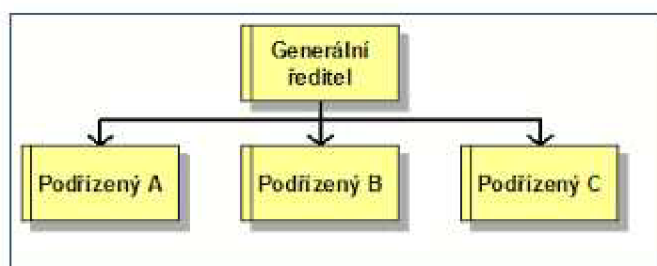 Generální
ředitel
Podřízený A
Podřízený B
Podřízený C